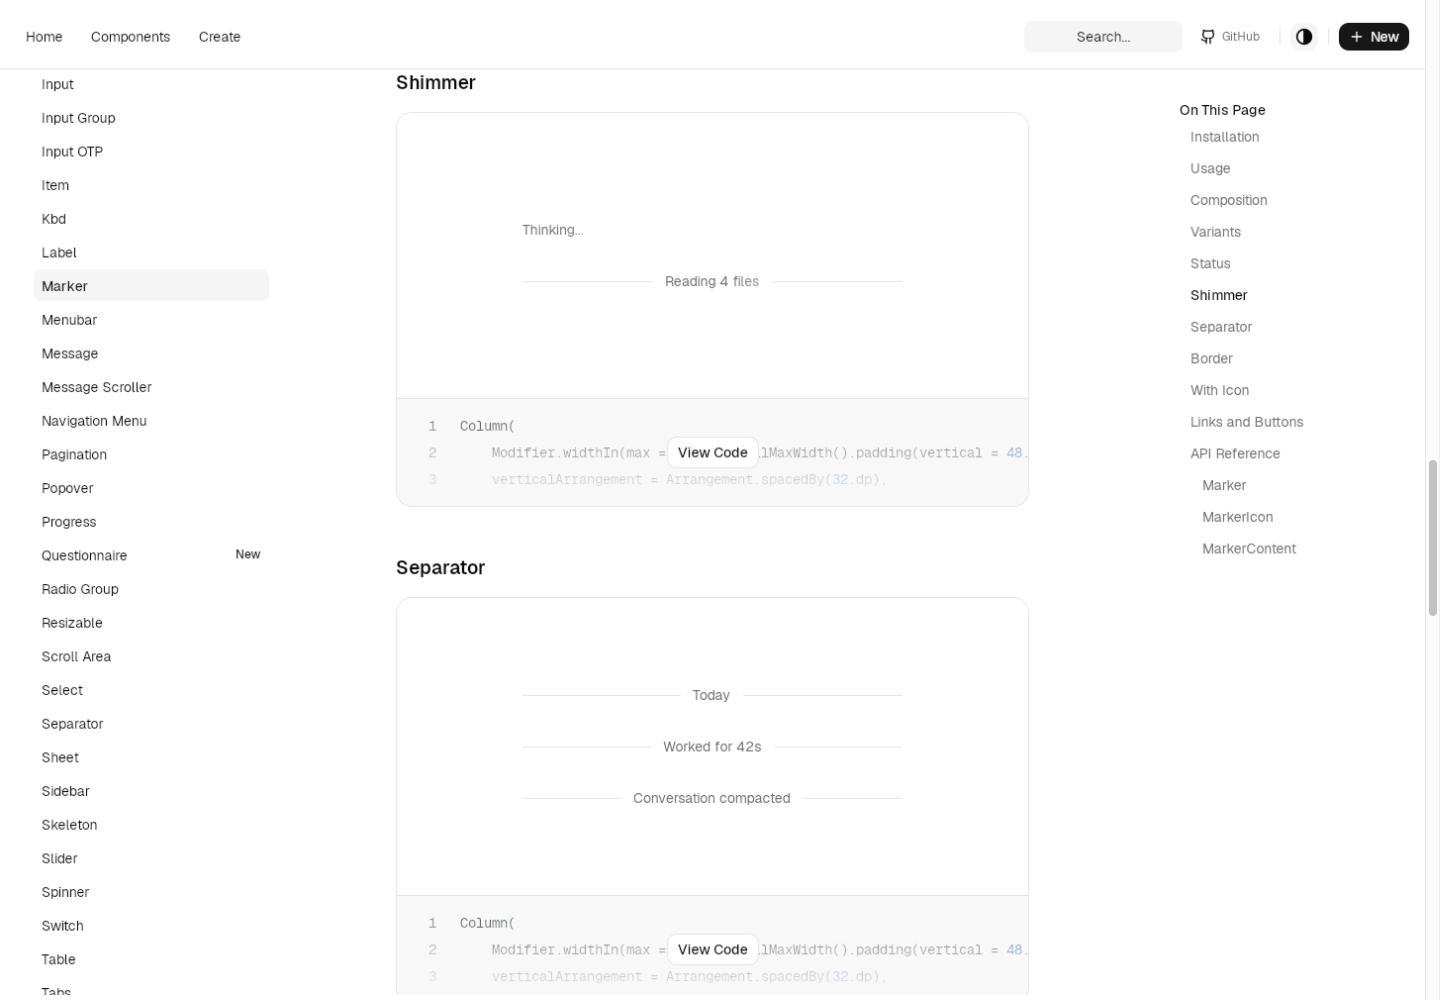 Home
Components
Create
Search...
GitHub
New
Input
Input Group
Input OTP
Item
Kbd
Label
Marker
Menubar
Message
Message Scroller
Navigation Menu
Pagination
Popover
Progress
Questionnaire New
Radio Group
Resizable
Scroll Area
Select
Separator
Sheet
Sidebar
Skeleton
Slider
Spinner
Switch
Table
Tabs
Shimmer
Thinking...
Reading 4 files
1 Column(
2 Modifier.widthIn(max = View Code lMaxWidth().padding(vertical = 48.
3 verticalArrangement = Arrangement.spacedBy(32.dp),
Separator
Today
Worked for 42s
Conversation compacted
1 Column(
2 Modifier.widthIn(max = View Code lMaxWidth().padding(vertical = 48.
3 verticalArrangement = Arrangement.spacedBy(32.dp),
On This Page
Installation
Usage
Composition
Variants
Status
Shimmer
Separator
Border
With Icon
Links and Buttons
API Reference
Marker
MarkerIcon
MarkerContent